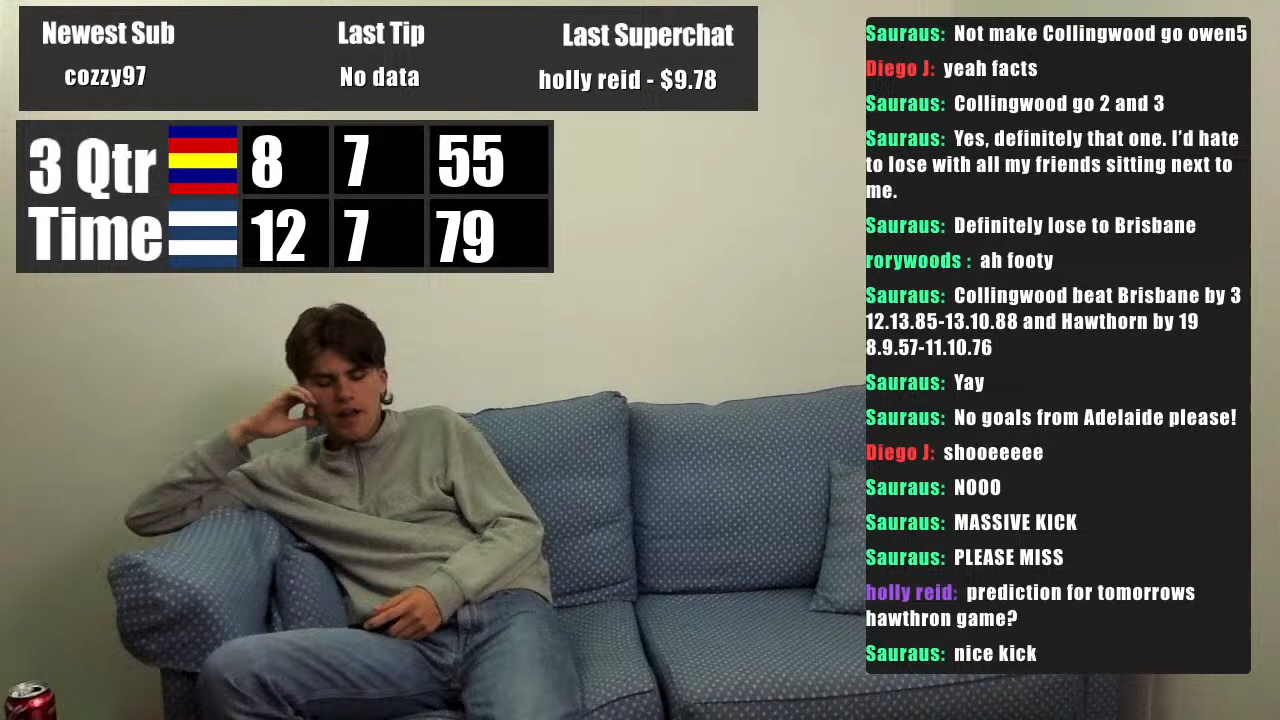 Newest Sub
cozzy97
Last Tip
No data
Last Superchat
holly reid - $9.78
3 Qtr
Time
8 7 55
12 7 79
Sauraus: Not make Collingwood go owen5
Diego J: yeah facts
Sauraus: Collingwood go 2 and 3
Sauraus: Yes, definitely that one. I'd hate
to lose with all my friends sitting next to
me.
Sauraus: Definitely lose to Brisbane
rorywoods : ah footy
Sauraus: Collingwood beat Brisbane by 3
12.13.85-13.10.88 and Hawthorn by 19
8.9.57-11.10.76
Sauraus: Yay
Sauraus: No goals from Adelaide please!
Diego J: shooeeeee
Sauraus: NOOO
Sauraus: MASSIVE KICK
Sauraus: PLEASE MISS
holly reid: prediction for tomorrows
hawthron game?
Sauraus: nice kick